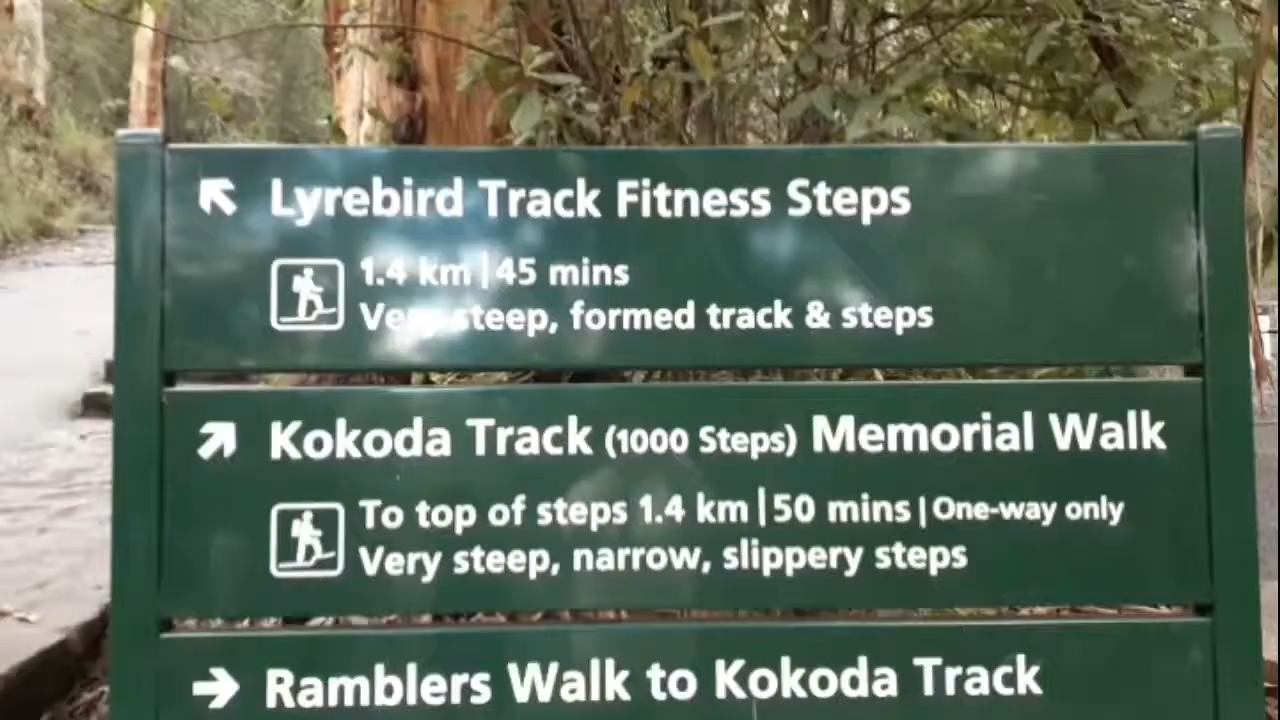 Lyrebird Track Fitness Steps
1.4 km | 45 mins
Very steep, formed track & steps
Kokoda Track (1000 Steps) Memorial Walk
To top of steps 1.4 km | 50 mins | One-way only
Very steep, narrow, slippery steps
Ramblers Walk to Kokoda Track